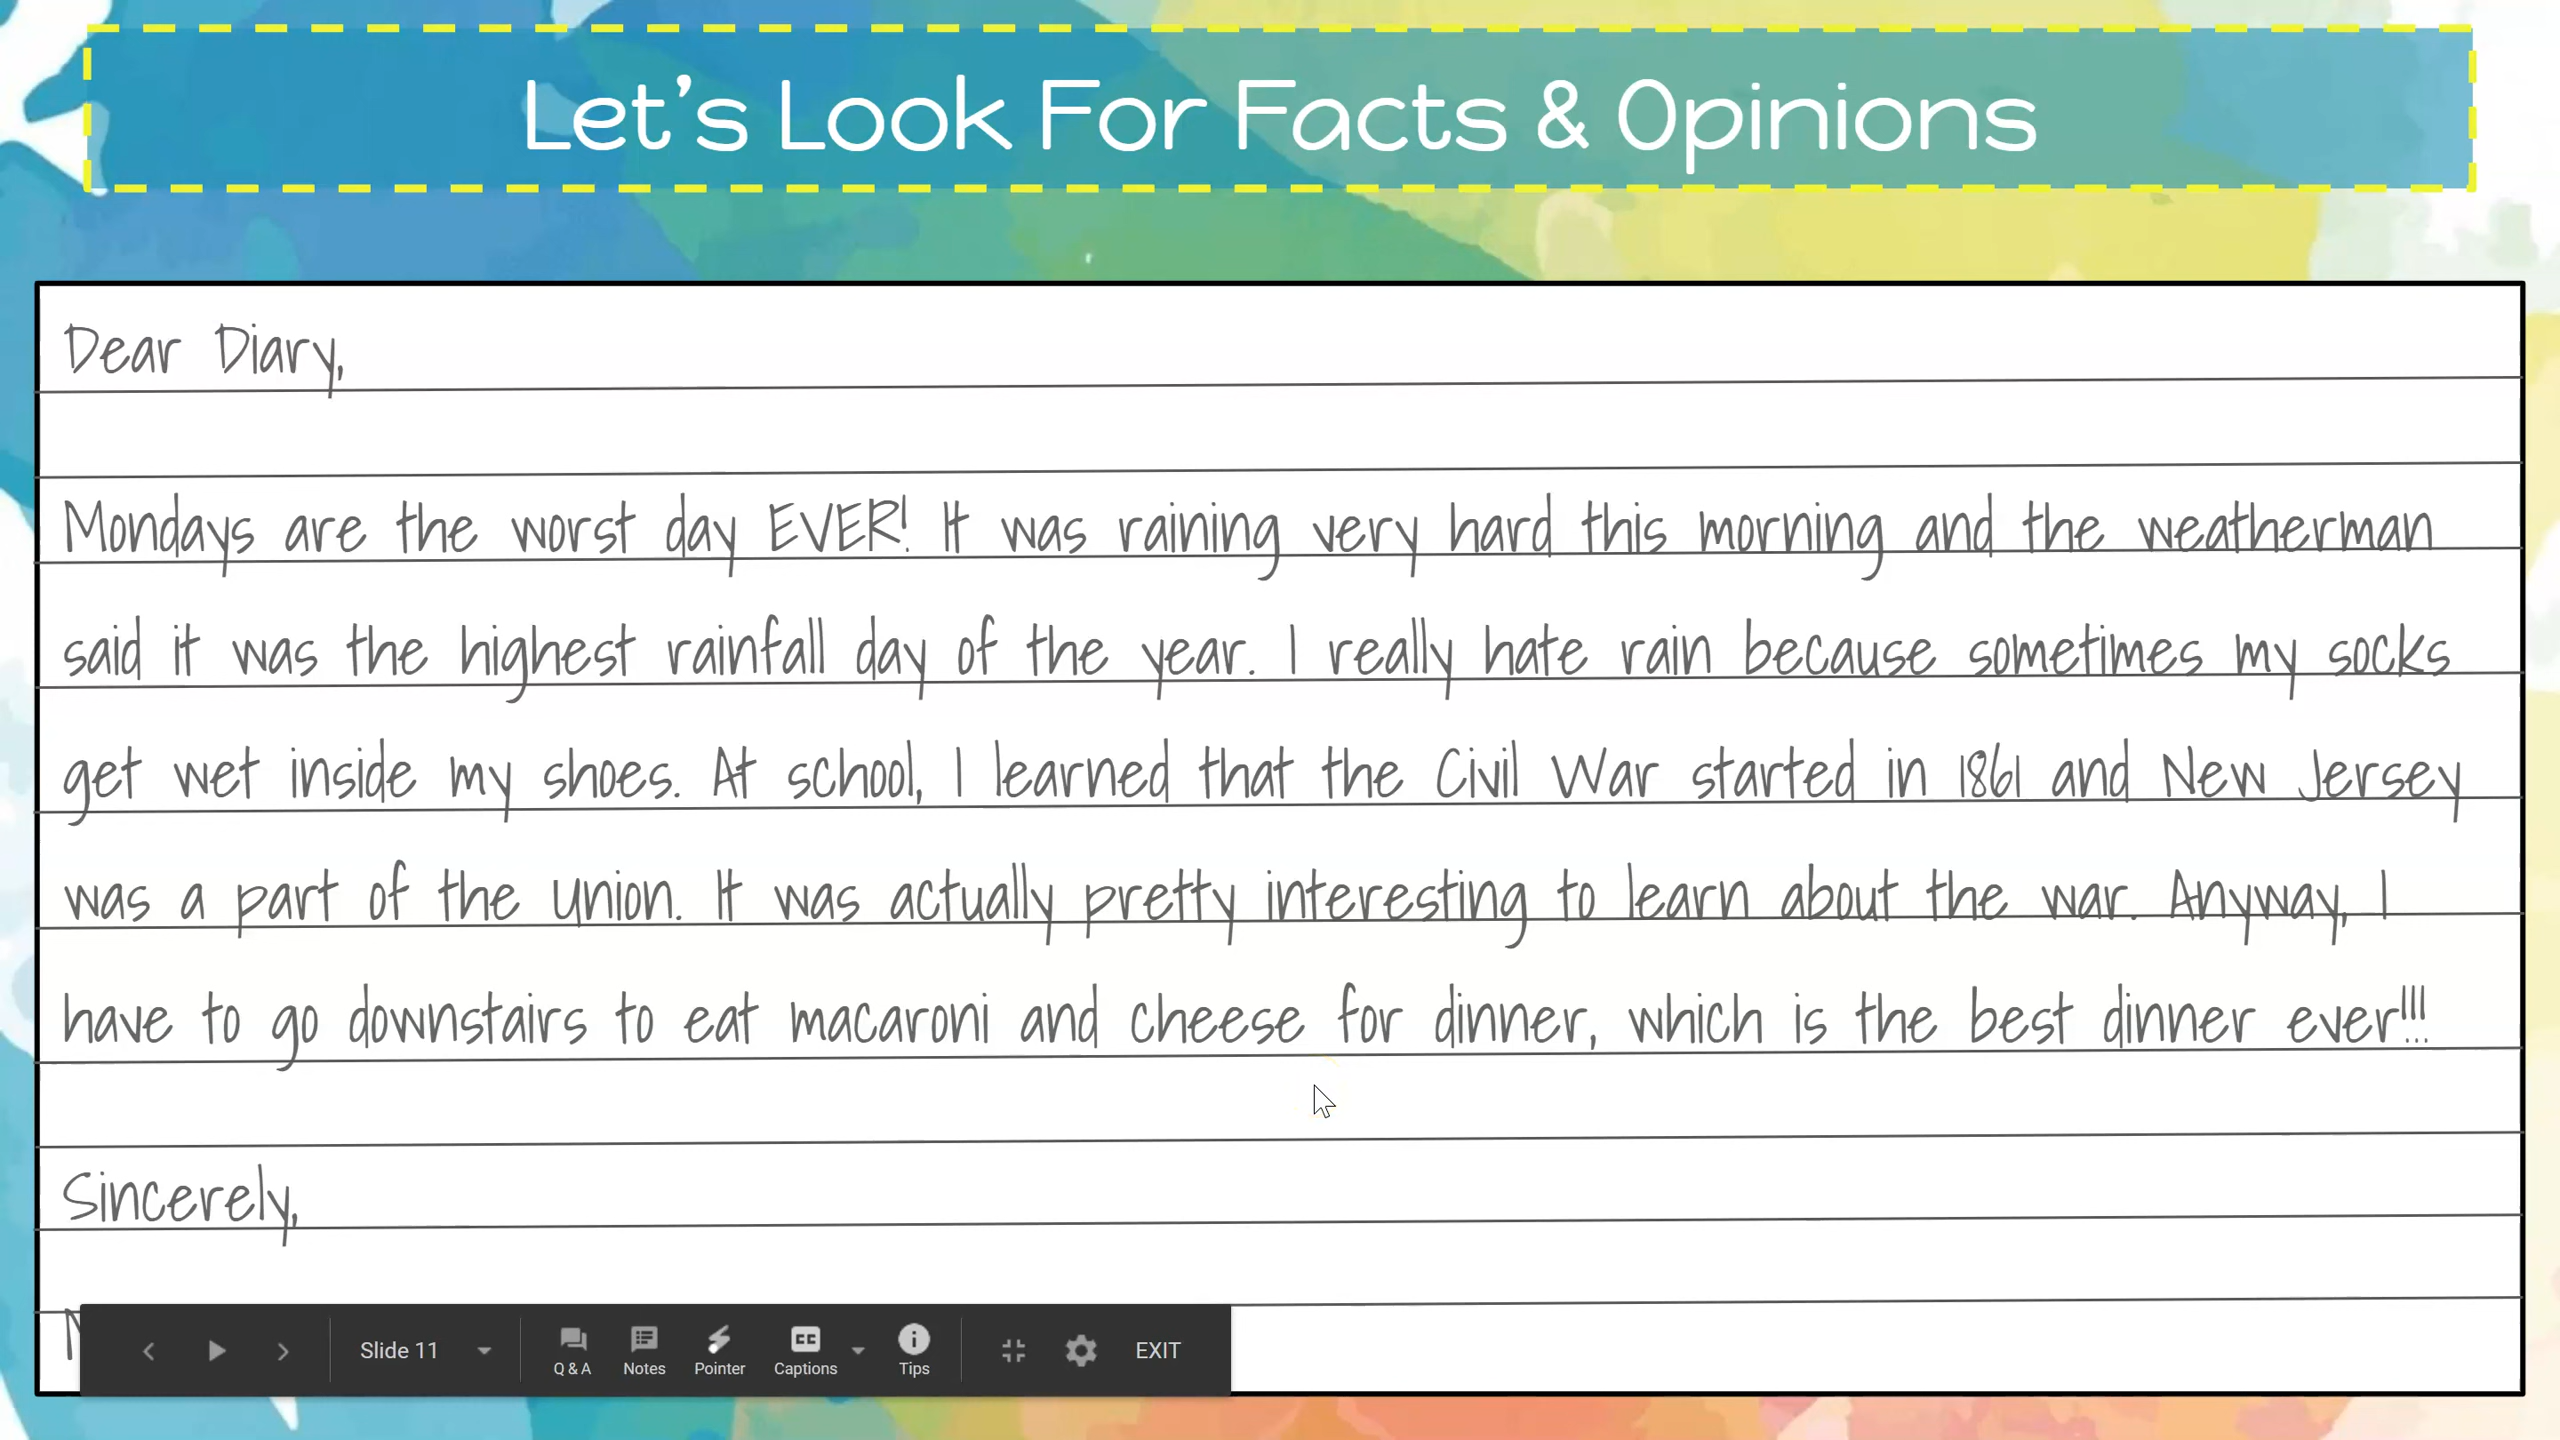 Let's Look For Facts & Opinions
Dear Diary,
Mondays are the worst day EVER! It was raining very hard this morning and the weatherman
said it was the highest rainfall day of the year. I really hate rain because sometimes my socks
get wet inside my shoes. At school, I learned that the Civil War started in 1861 and New Jersey
was a part of the Union. It was actually pretty interesting to learn about the war. Anyway, I
have to go downstairs to eat macaroni and cheese for dinner, which is the best dinner ever!!!
Sincerely,
Slide 11
Q & A Notes Pointer Captions Tips EXIT